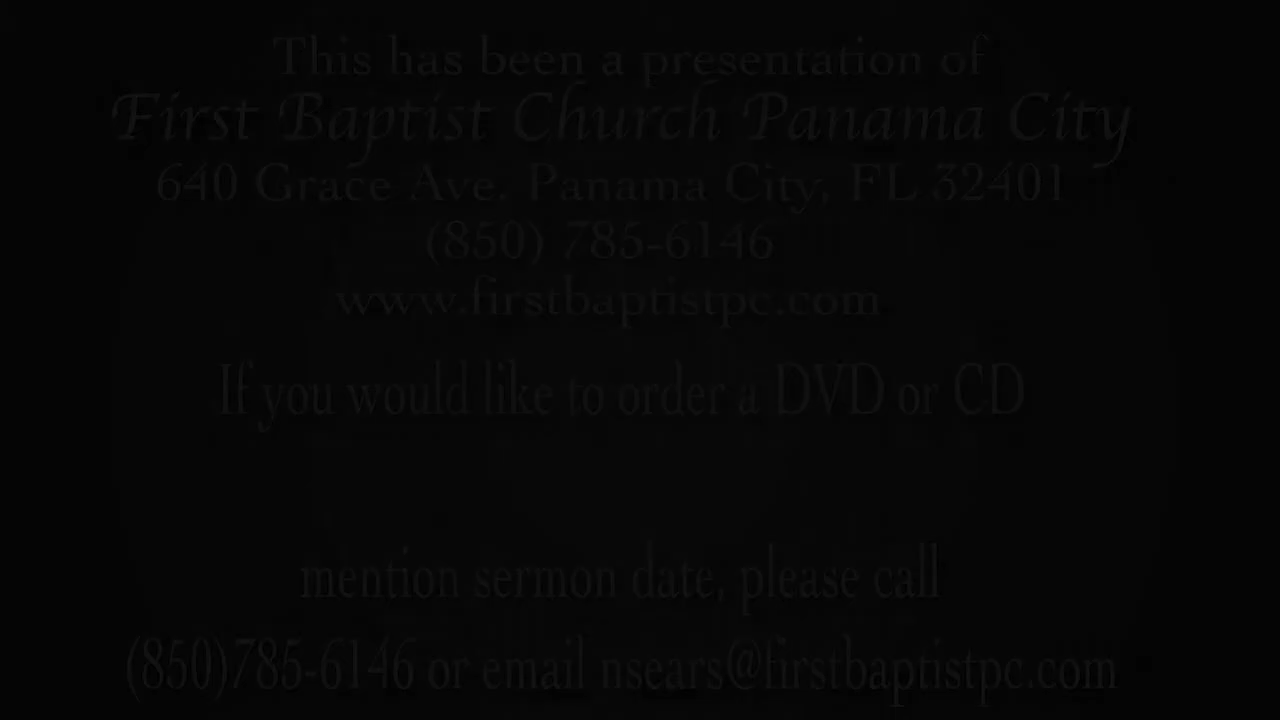 This has been a presentation of
First Baptist Church Panama City
640 Grace Ave. Panama City, FL 32401
(850) 785-6146
www.firstbaptistpc.com
If you would like to order a DVD or CD
mention sermon date, please call
(850)785-6146 or email nsears@firstbaptistpc.com